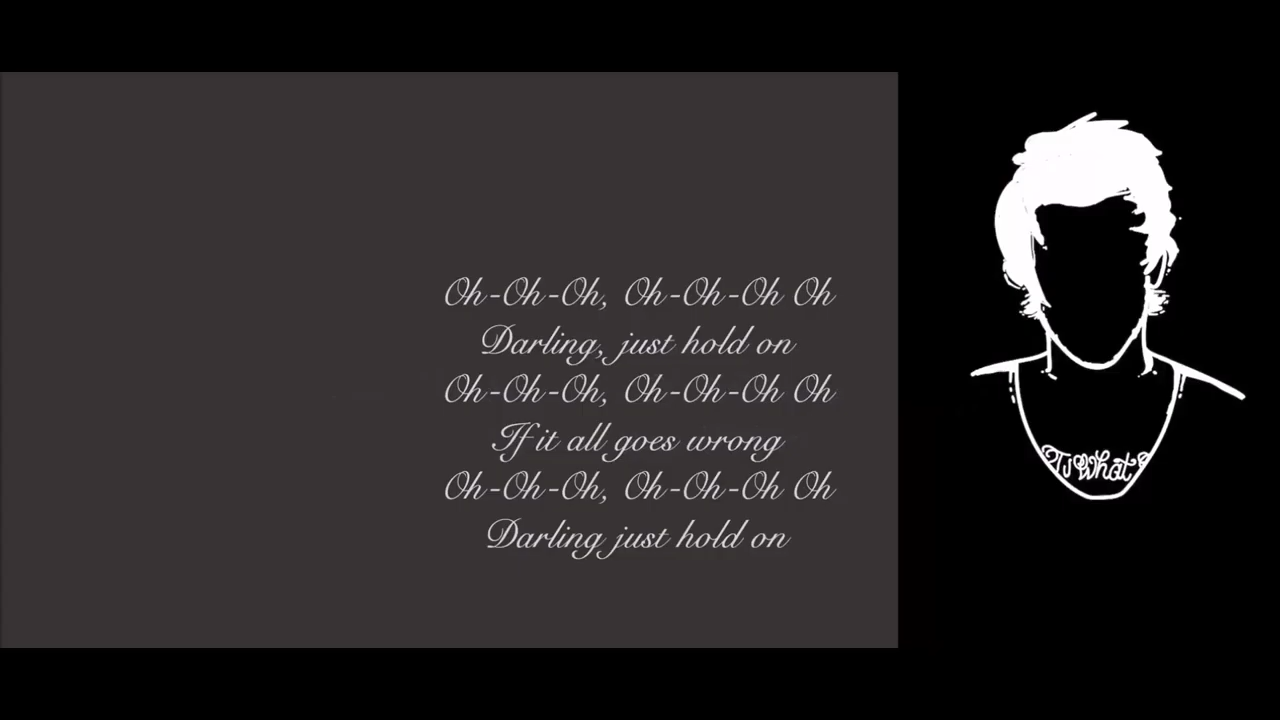 Oh-Oh-Oh, Oh-Oh-Oh Oh
Darling, just hold on
Oh-Oh-Oh, Oh-Oh-Oh Oh
If it all goes wrong
Oh-Oh-Oh, Oh-Oh-Oh Oh
Darling just hold on
What